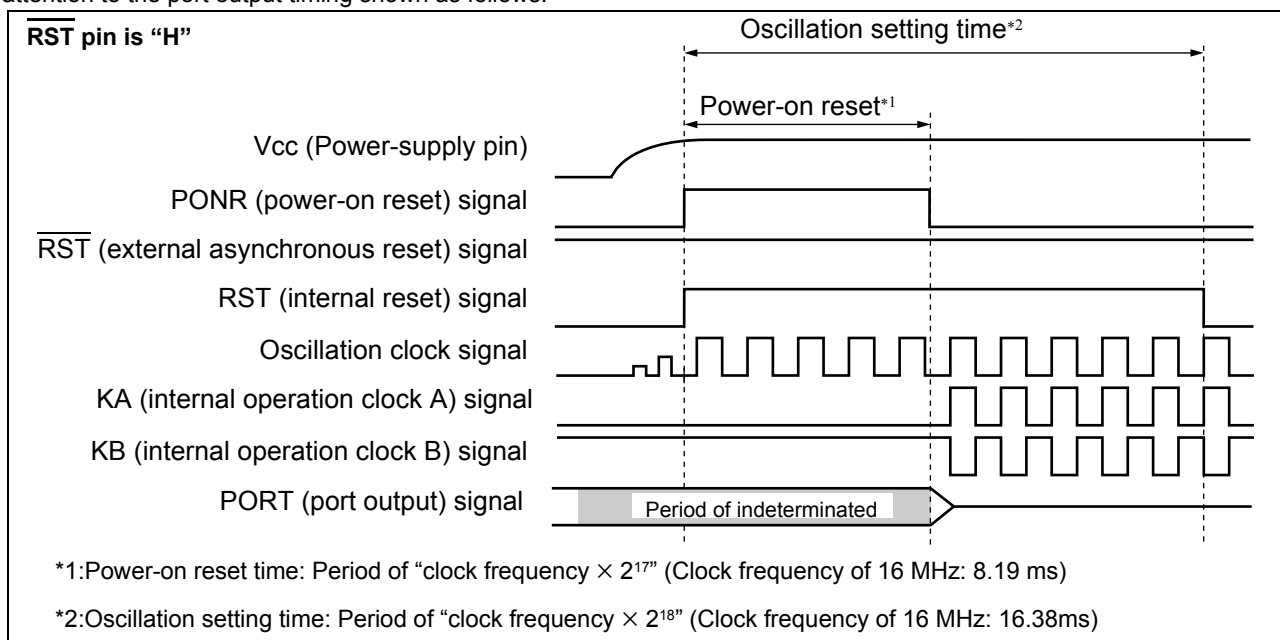 attention to the port output timing shown as follows.
RST pin is “H”
Oscillation setting time*2
Power-on reset*1
Vcc (Power-supply pin)
PONR (power-on reset) signal
RST (external asynchronous reset) signal
RST (internal reset) signal
Oscillation clock signal
KA (internal operation clock A) signal
KB (internal operation clock B) signal
PORT (port output) signal
Period of indeterminated
*1:Power-on reset time: Period of “clock frequency × 2¹⁷” (Clock frequency of 16 MHz: 8.19 ms)
*2:Oscillation setting time: Period of “clock frequency × 2¹⁸” (Clock frequency of 16 MHz: 16.38ms)